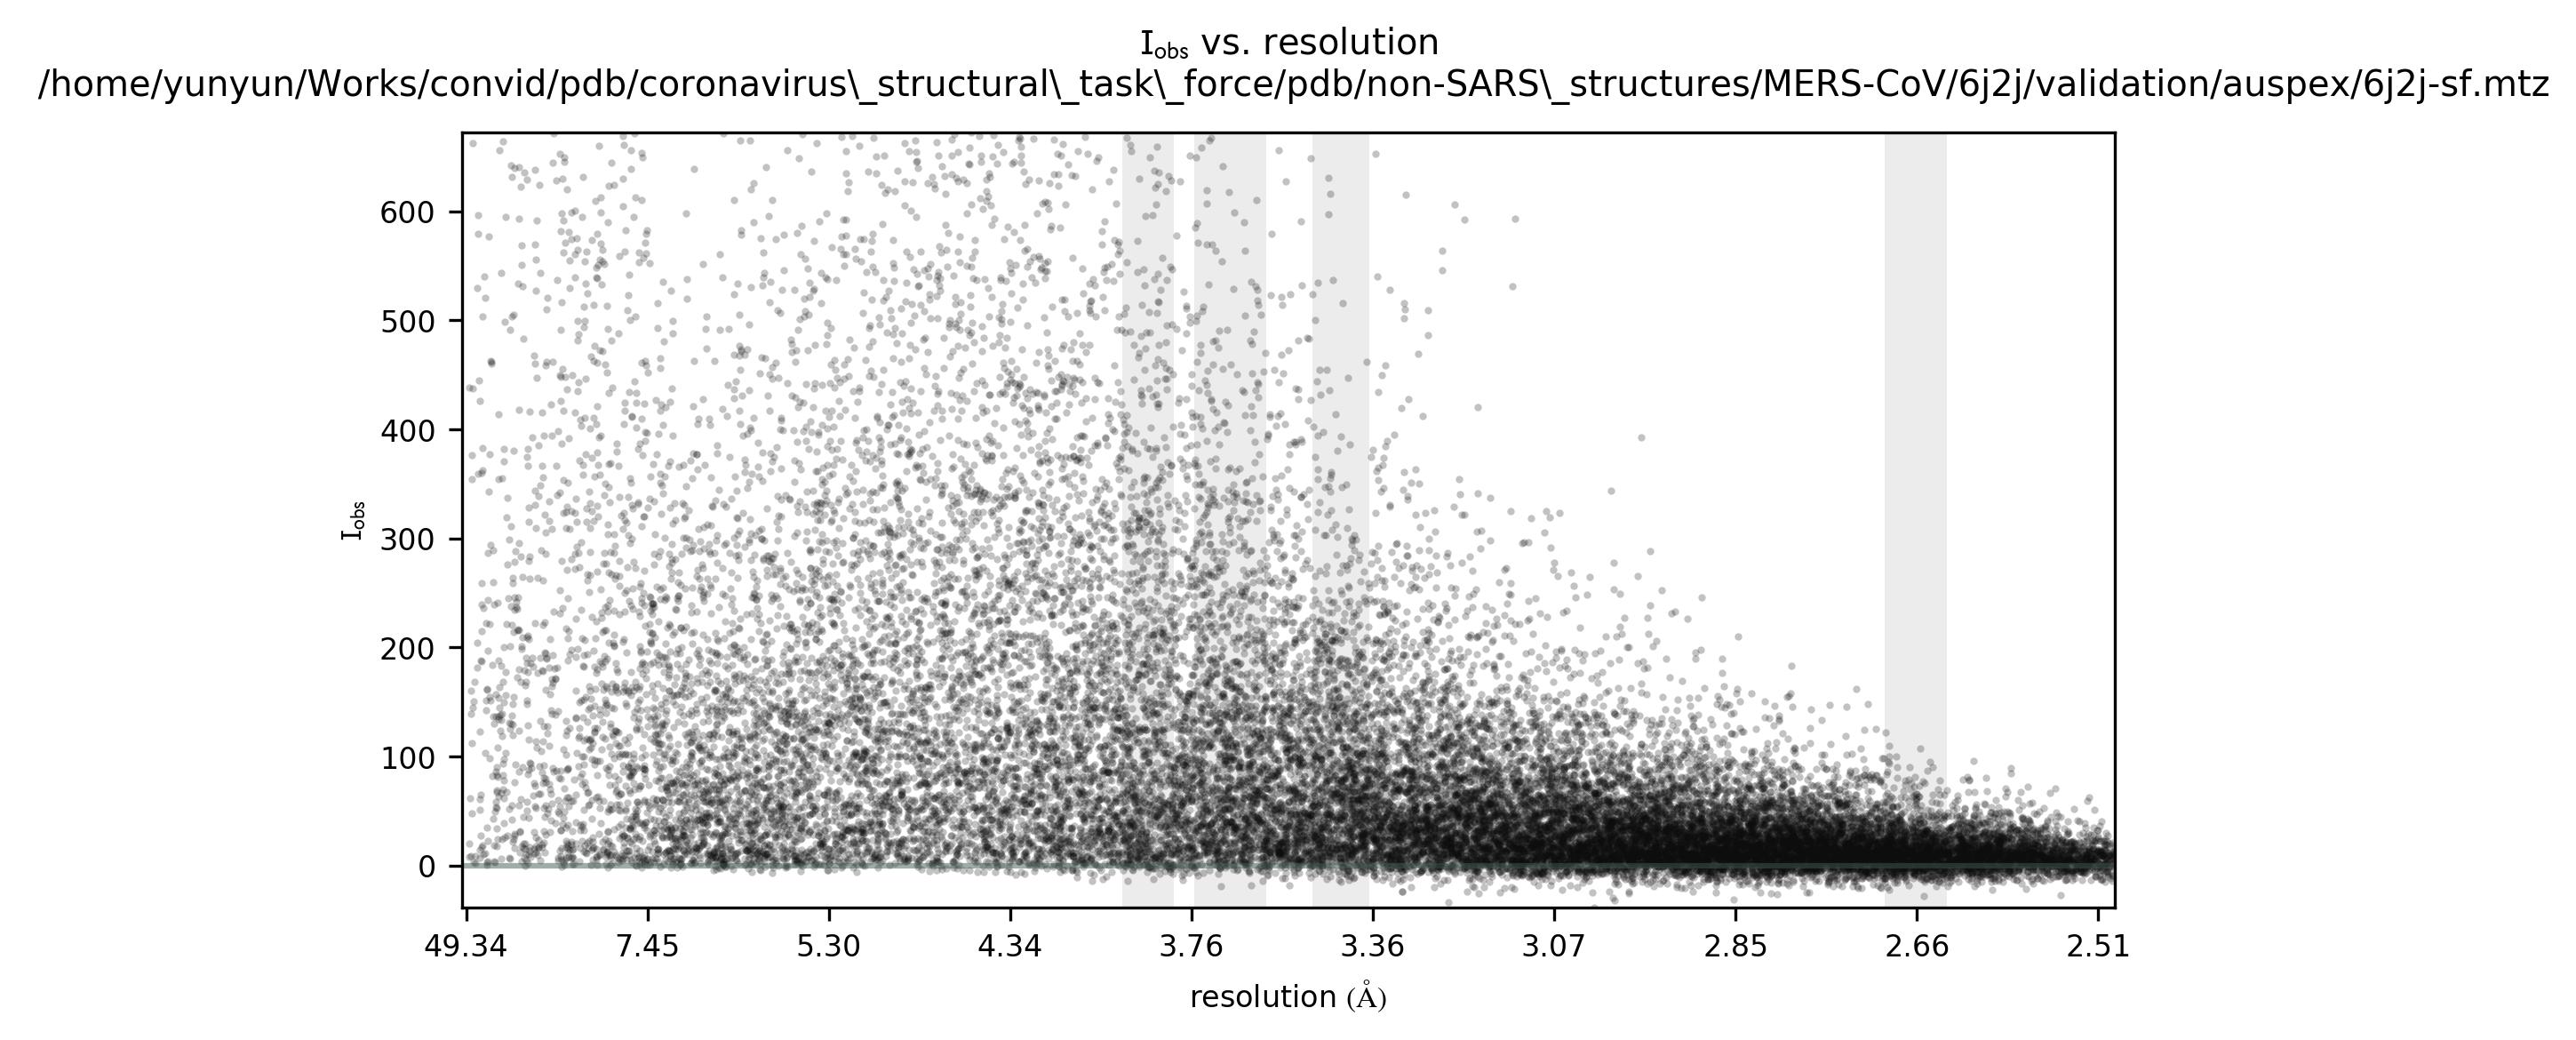 I_obs vs. resolution
/home/yunyun/Works/convid/pdb/coronavirus\_structural\_task\_force/pdb/non-SARS\_structures/MERS-CoV/6j2j/validation/auspex/6j2j-sf.mtz
600
500
400
300
200
100
0
I_obs
49.34 7.45 5.30 4.34 3.76 3.36 3.07 2.85 2.66 2.51
resolution (Å)